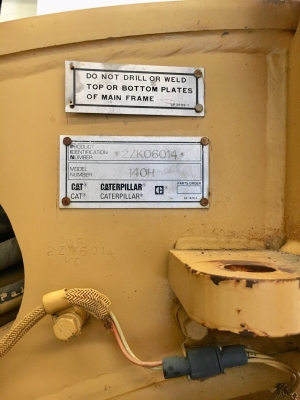 DO NOT DRILL OR WELD
TOP OR BOTTOM PLATES
OF MAIN FRAME
PRODUCT
IDENTIFICATION
NUMBER *2ZK06014*
MODEL
NUMBER 140H
CAT® CATERPILLAR® C®
CAT® CATERPILLAR®